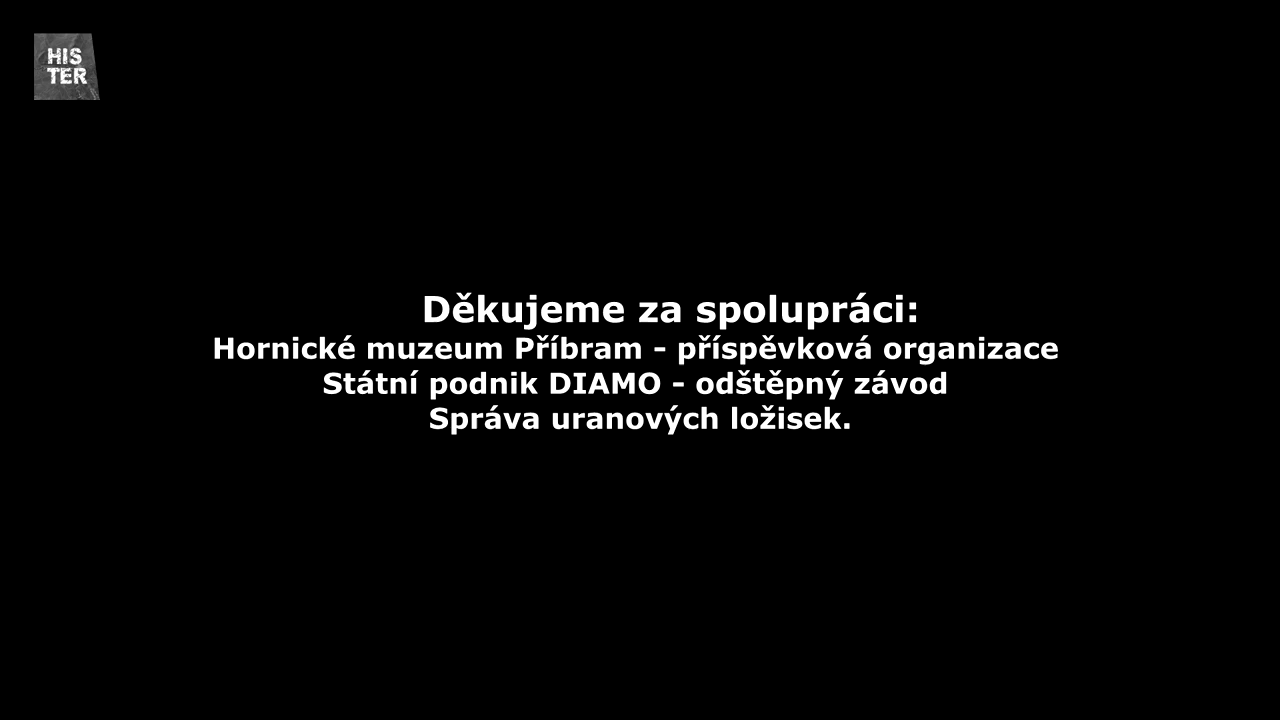 HIS
TER
Děkujeme za spolupráci:
Hornické muzeum Příbram - příspěvková organizace
Státní podnik DIAMO - odštěpný závod
Správa uranových ložisek.